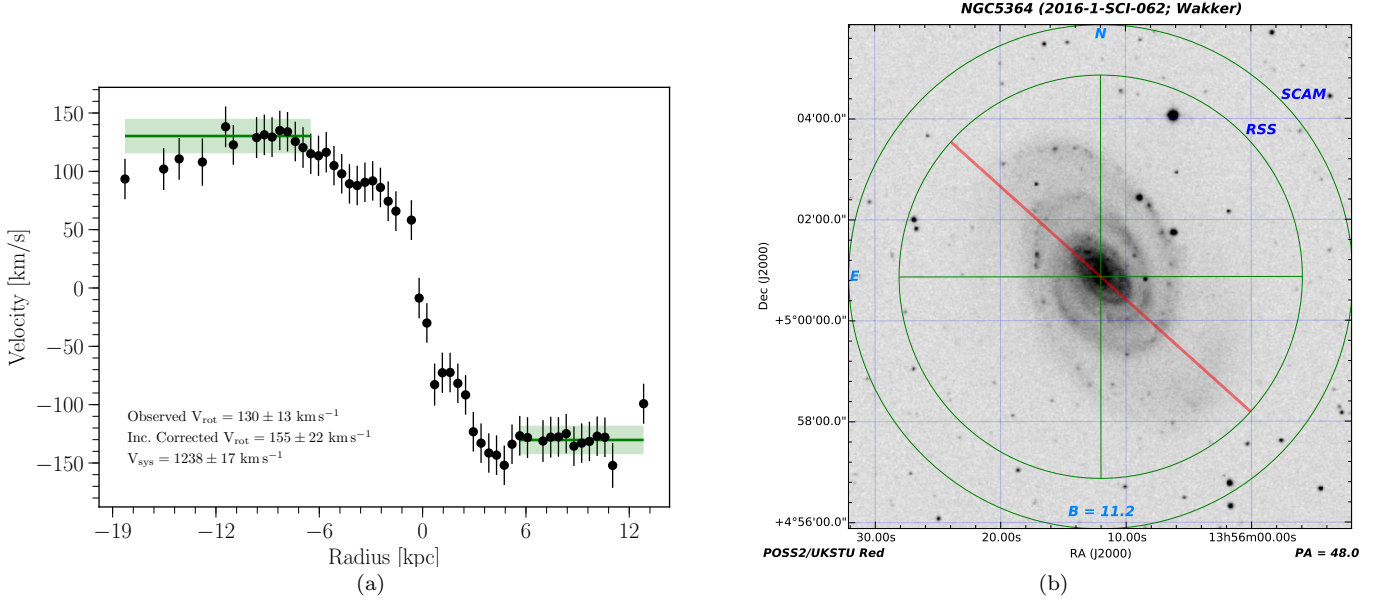 NGC5364 (2016-1-SCI-062; Wakker)
150
100
50
0
−50
−100
−150
Velocity [km/s]
Observed Vrot = 130 ± 13 km s−1
Inc. Corrected Vrot = 155 ± 22 km s−1
Vsys = 1238 ± 17 km s−1
−19 −12 −6 0 6 12
Radius [kpc]
(a)
N
SCAM
RSS
E
B = 11.2
04'00.0"
02'00.0"
+5°00'00.0"
58'00.0"
+4°56'00.0"
Dec (J2000)
30.00s 20.00s 10.00s 13h56m00.00s
RA (J2000)
POSS2/UKSTU Red
PA = 48.0
(b)